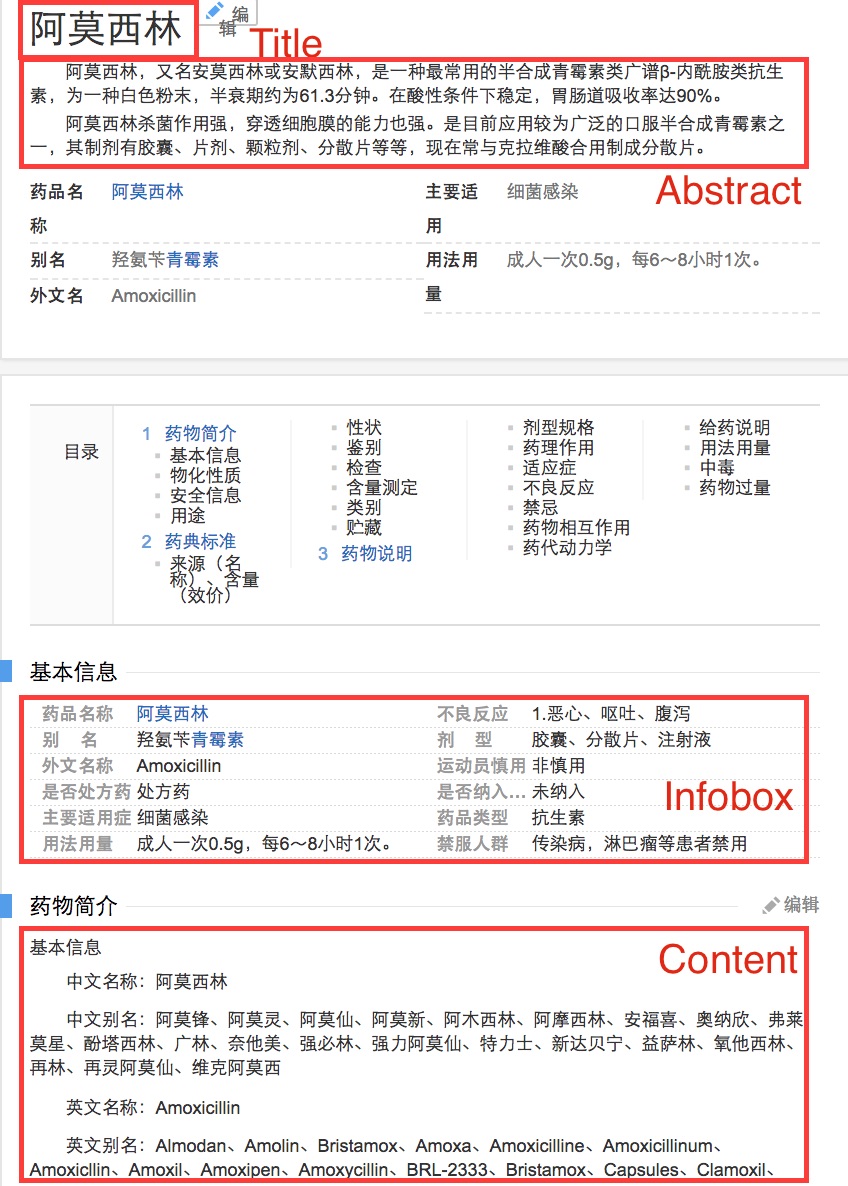 阿莫西林
编
辑
Title
阿莫西林，又名安莫西林或安默西林，是一种最常用的半合成青霉素类广谱β-内酰胺类抗生
素，为一种白色粉末，半衰期约为61.3分钟。在酸性条件下稳定，胃肠道吸收率达90%。
阿莫西林杀菌作用强，穿透细胞膜的能力也强。是目前应用较为广泛的口服半合成青霉素之
一，其制剂有胶囊、片剂、颗粒剂、分散片等等，现在常与克拉维酸合用制成分散片。
Abstract
药品名 阿莫西林
称
别名 羟氨苄青霉素
外文名 Amoxicillin
主要适 细菌感染
用
用法用 成人一次0.5g，每6～8小时1次。
量
目录
1 药物简介
基本信息
物化性质
安全信息
用途
2 药典标准
来源（名
称）、含量
（效价）
性状
鉴别
检查
含量测定
类别
贮藏
3 药物说明
剂型规格
药理作用
适应症
不良反应
禁忌
药物相互作用
药代动力学
给药说明
用法用量
中毒
药物过量
基本信息
药品名称 阿莫西林
别 名 羟氨苄青霉素
外文名称 Amoxicillin
是否处方药 处方药
主要适用症 细菌感染
用法用量 成人一次0.5g，每6～8小时1次。
不良反应 1.恶心、呕吐、腹泻
剂 型 胶囊、分散片、注射液
运动员慎用 非慎用
是否纳入... 未纳入
药品类型 抗生素
禁服人群 传染病，淋巴瘤等患者禁用
Infobox
药物简介
编辑
Content
基本信息
中文名称：阿莫西林
中文别名：阿莫锋、阿莫灵、阿莫仙、阿莫新、阿木西林、阿摩西林、安福喜、奥纳欣、弗莱
莫星、酚塔西林、广林、奈他美、强必林、强力阿莫仙、特力士、新达贝宁、益萨林、氧他西林、
再林、再灵阿莫仙、维克阿莫西
英文名称：Amoxicillin
英文别名：Almodan、Amolin、Bristamox、Amoxa、Amoxicilline、Amoxicillinum、
Amoxicllin、Amoxil、Amoxipen、Amoxycillin、BRL-2333、Bristamox、Capsules、Clamoxil、